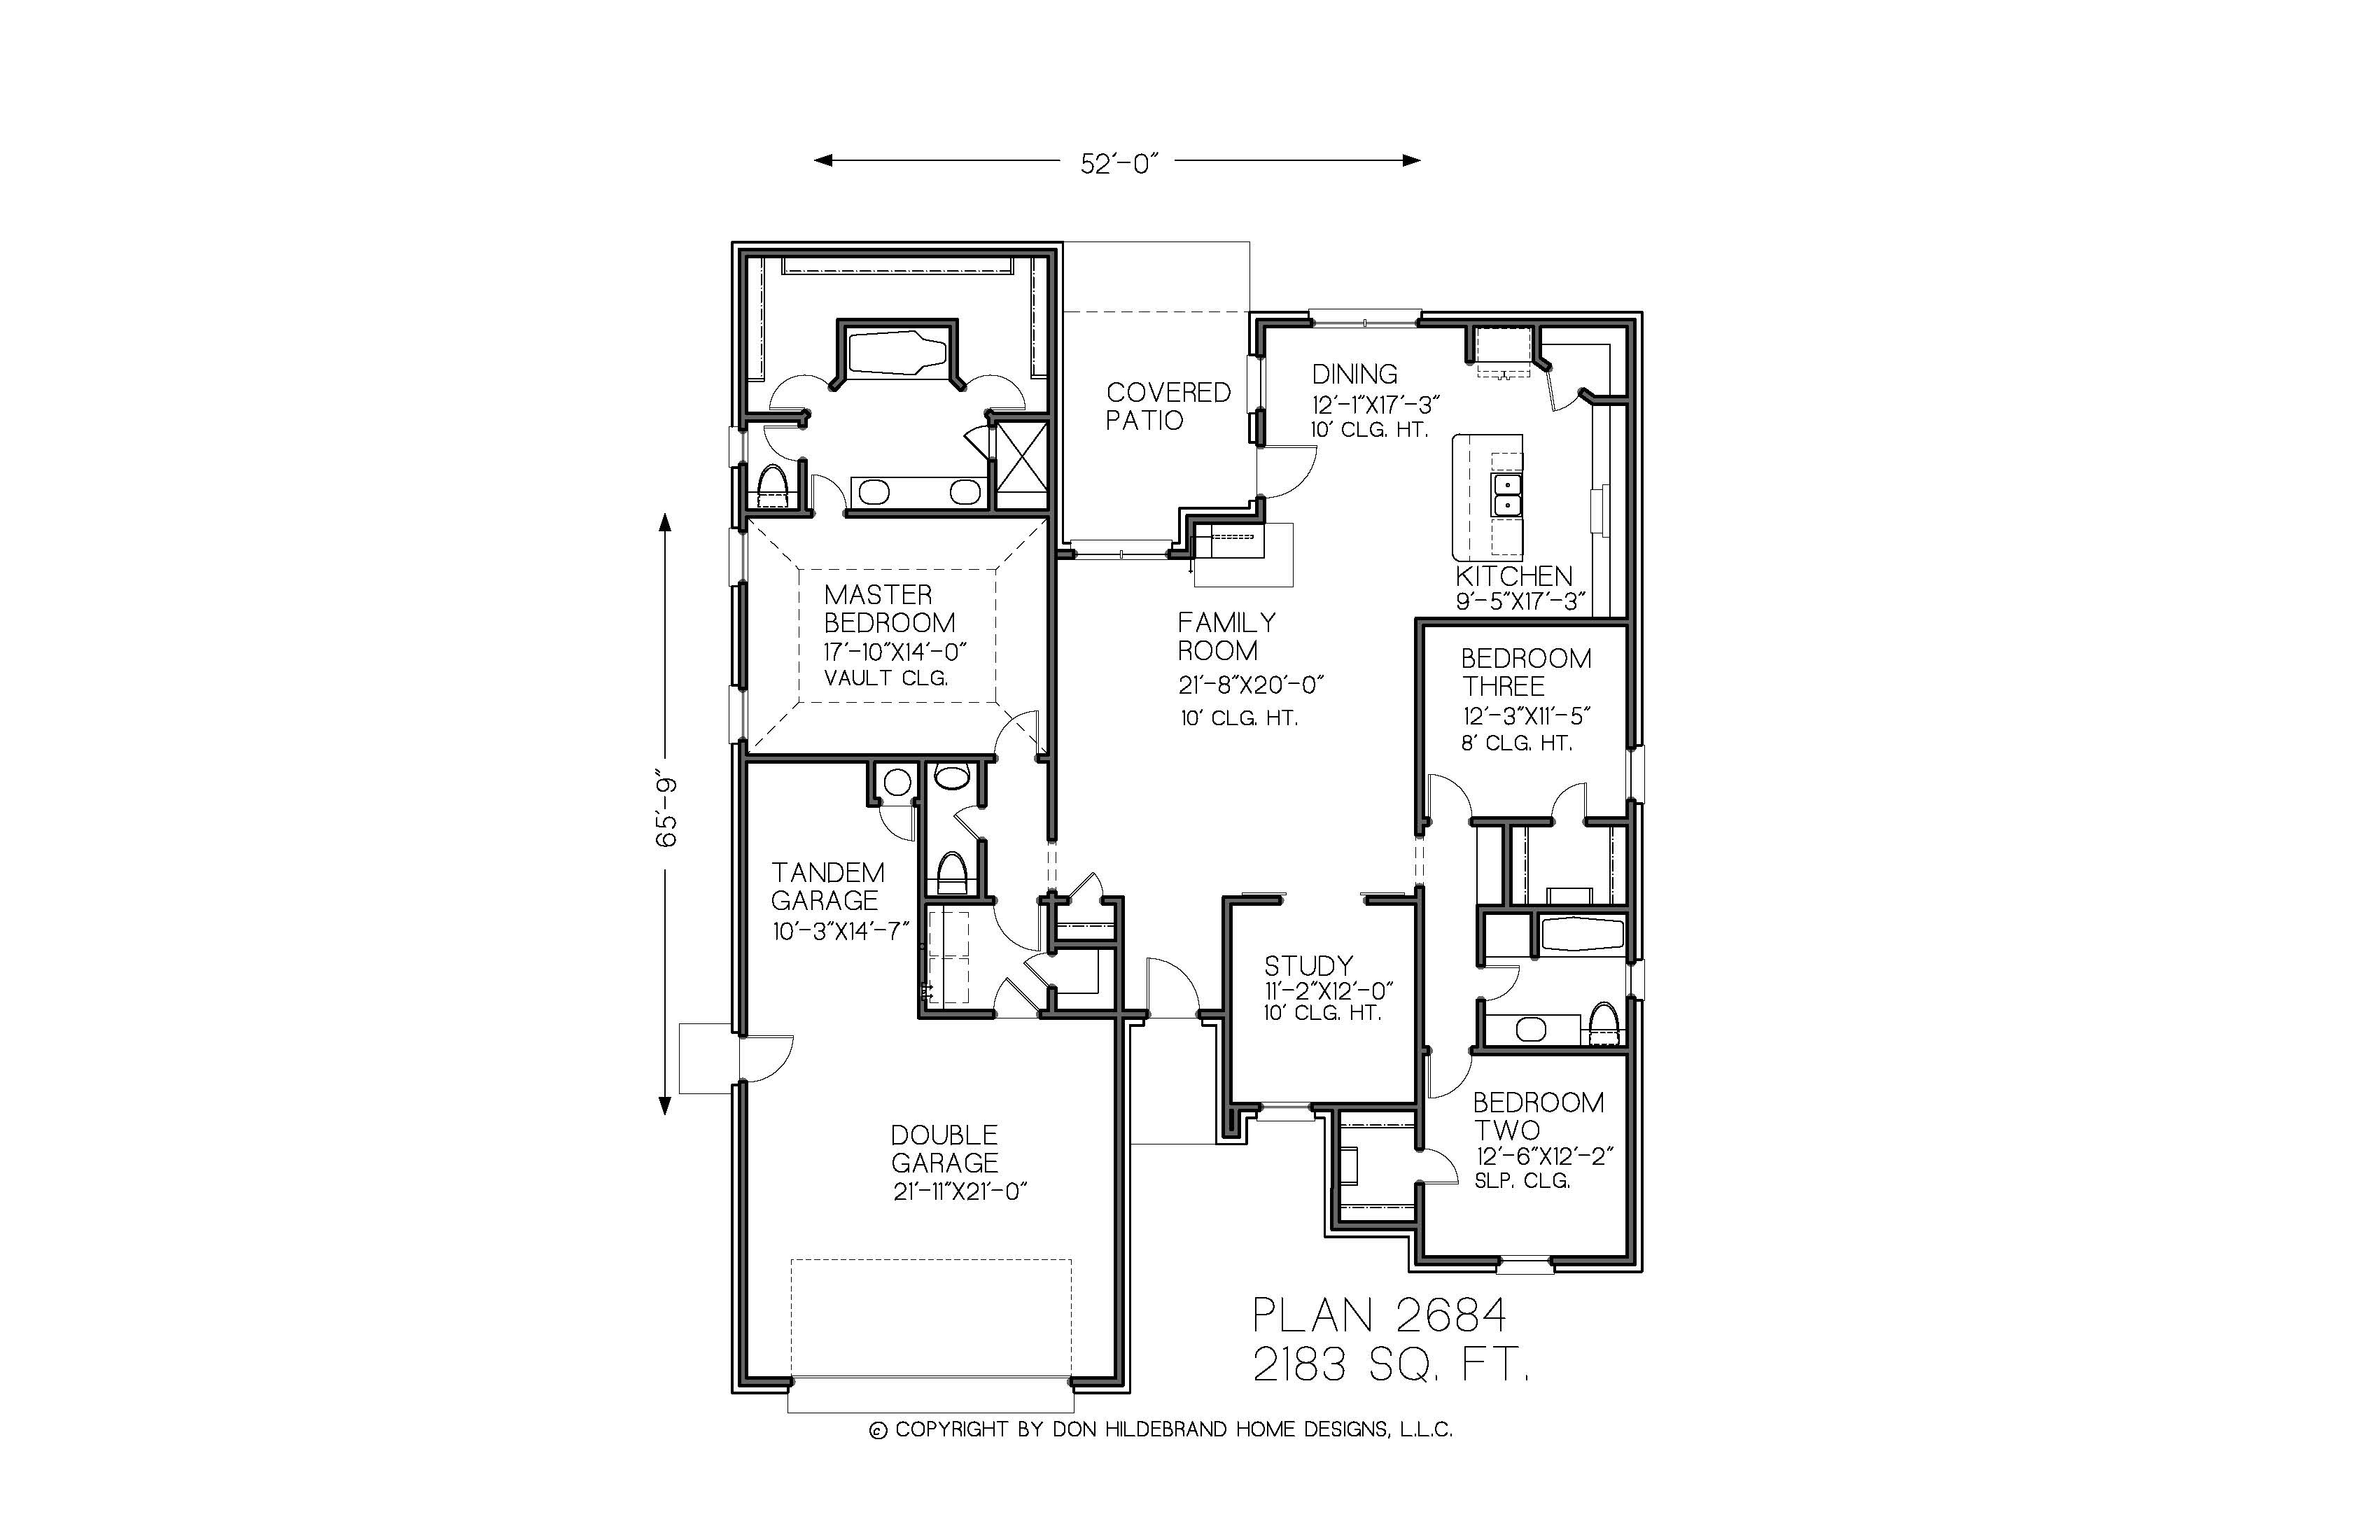 52'-0"
COVERED
PATIO
DINING
12'-1"X17'-3"
10' CLG. HT.
KITCHEN
9'-5"X17'-3"
MASTER
BEDROOM
17'-10"X14'-0"
VAULT CLG.
FAMILY
ROOM
21'-8"X20'-0"
10' CLG. HT.
BEDROOM
THREE
12'-3"X11'-5"
8' CLG. HT.
65'-9"
TANDEM
GARAGE
10'-3"X14'-7"
STUDY
11'-2"X12'-0"
10' CLG. HT.
BEDROOM
TWO
12'-6"X12'-2"
SLP. CLG.
DOUBLE
GARAGE
21'-11"X21'-0"
PLAN 2684
2183 SQ. FT.
© COPYRIGHT BY DON HILDEBRAND HOME DESIGNS, L.L.C.